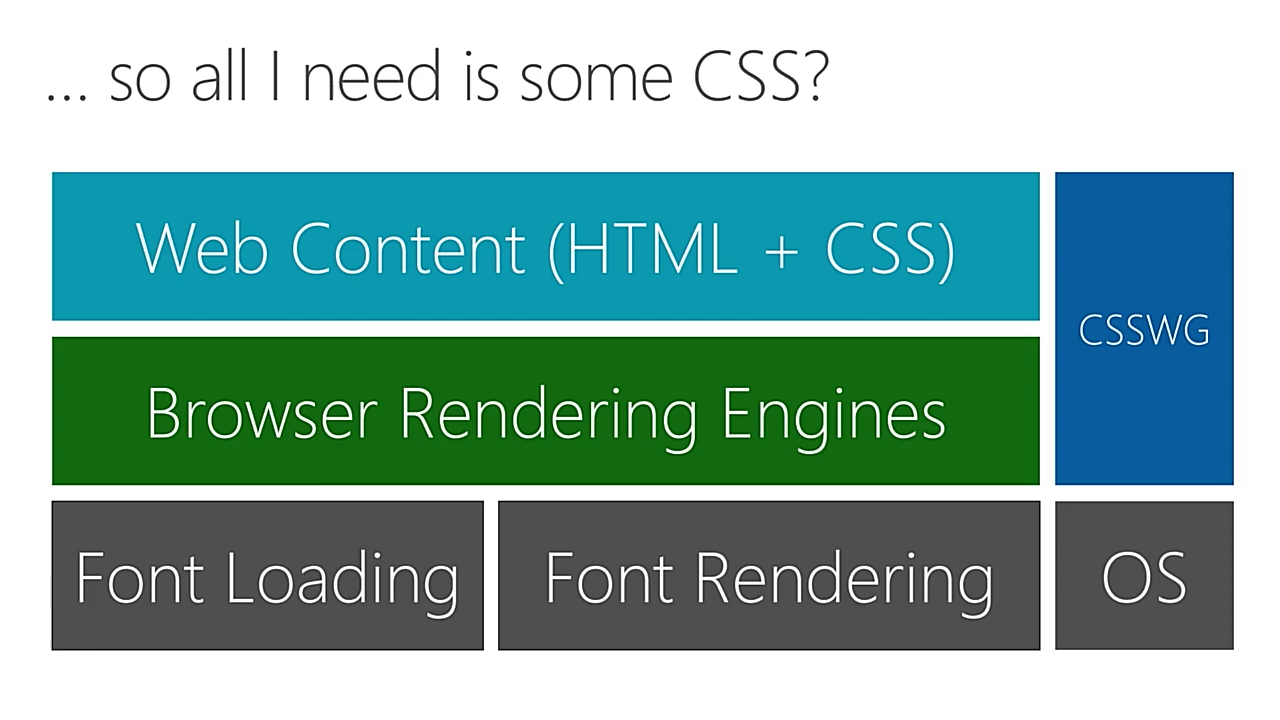 ... so all I need is some CSS?
Web Content (HTML + CSS)
CSSWG
Browser Rendering Engines
Font Loading
Font Rendering
OS